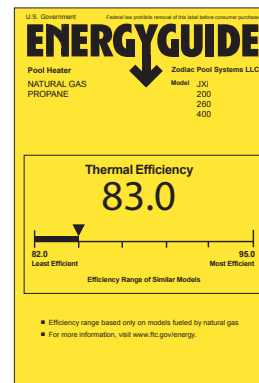 U.S. Government Federal law prohibits removal of this label before consumer purchase
ENERGYGUIDE
Pool Heater
NATURAL GAS
PROPANE
Zodiac Pool Systems LLC
Model JXi
200
260
400
Thermal Efficiency
83.0
82.0 95.0
Least Efficient Most Efficient
Efficiency Range of Similar Models
■ Efficiency range based only on models fueled by natural gas
■ For more information, visit www.ftc.gov/energy.